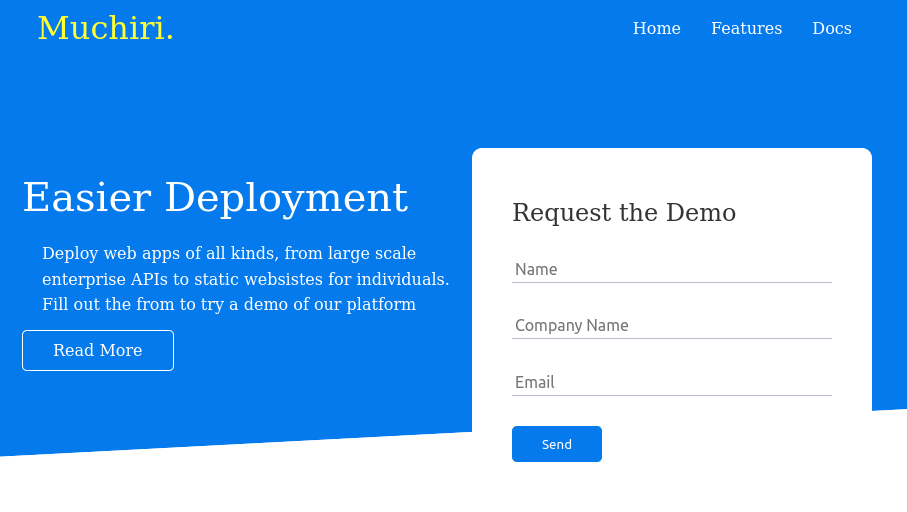 Muchiri.
Home Features Docs
Easier Deployment
Deploy web apps of all kinds, from large scale
enterprise APIs to static websistes for individuals.
Fill out the from to try a demo of our platform
Read More
Request the Demo
Name
Company Name
Email
Send